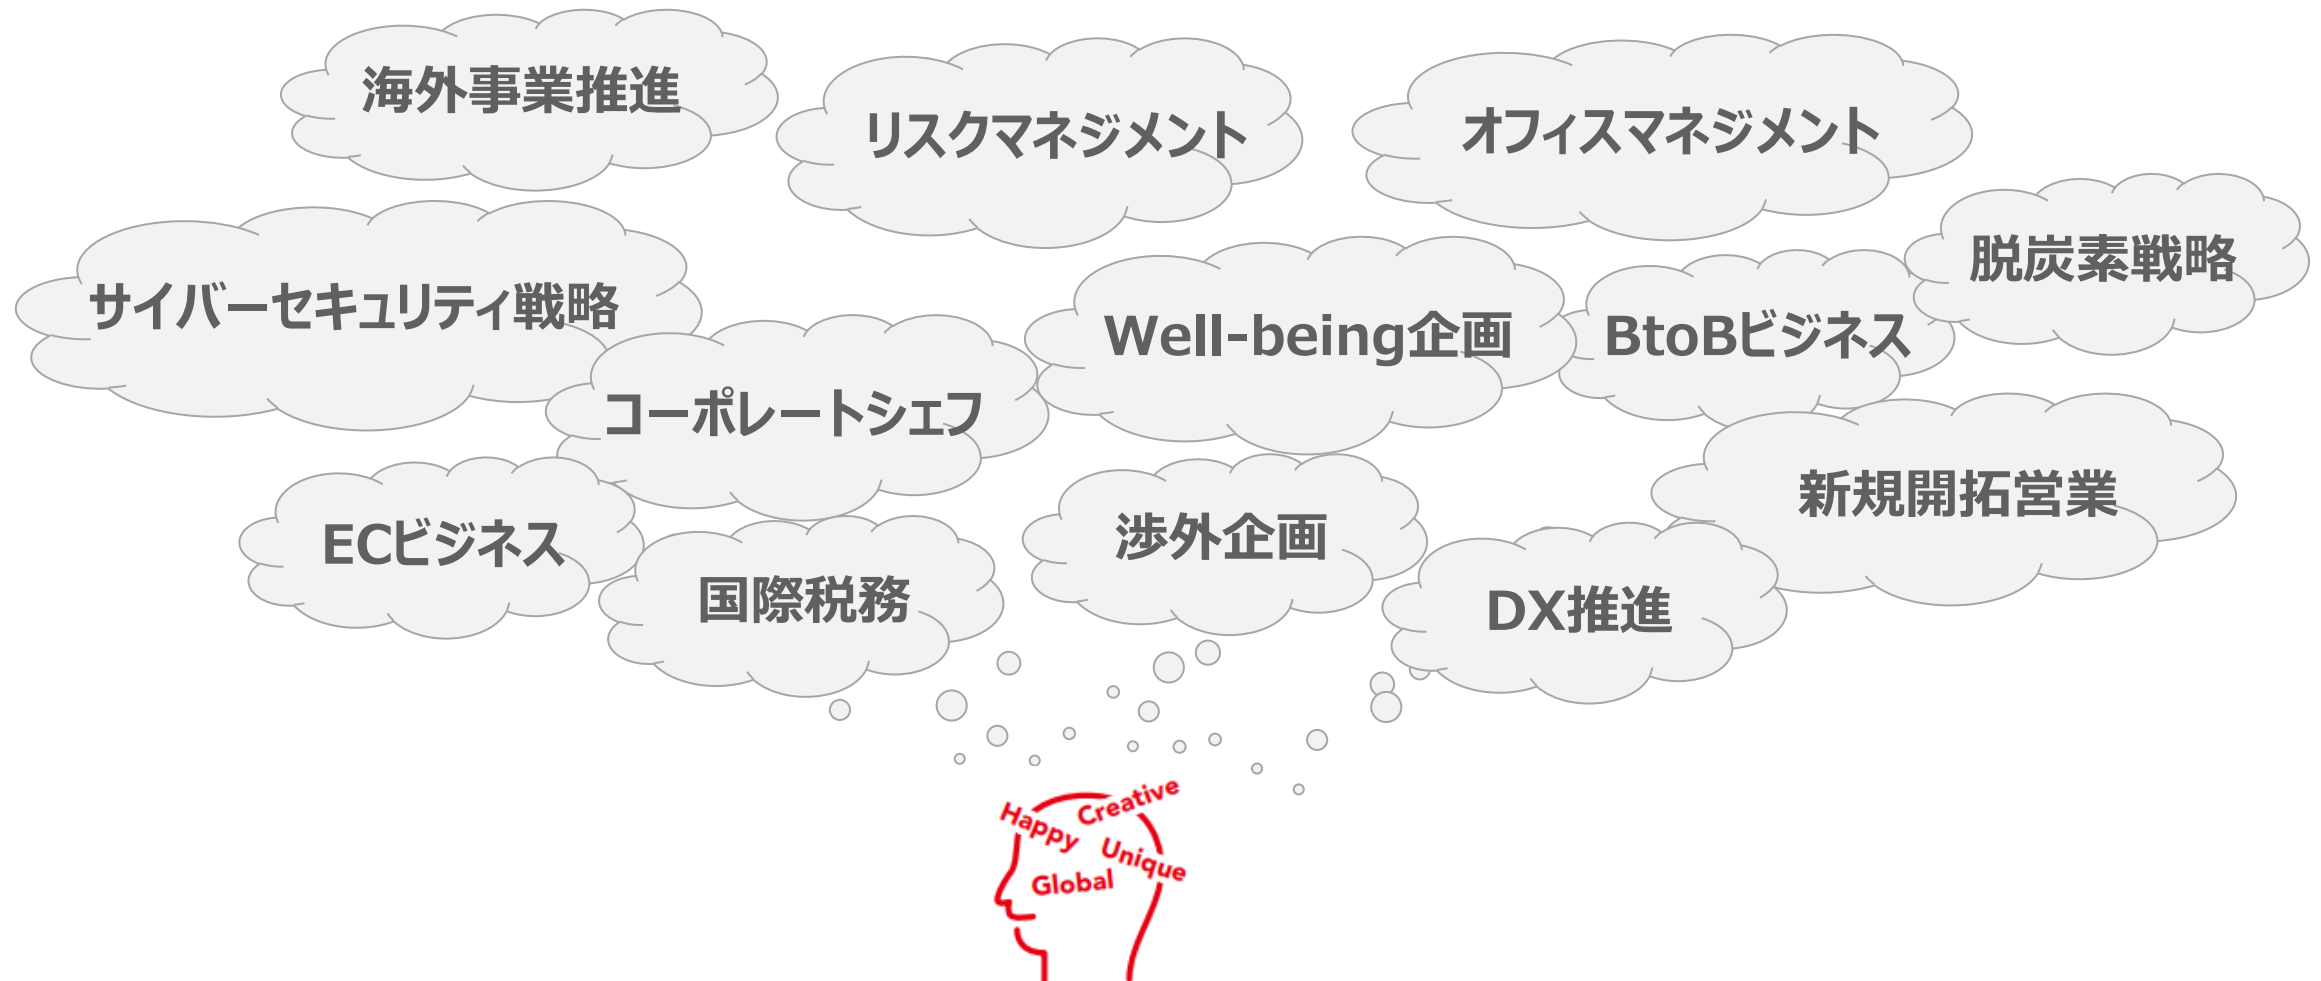 海外事業推進
リスクマネジメント
オフィスマネジメント
脱炭素戦略
サイバーセキュリティ戦略
Well-being企画
BtoBビジネス
コーポレートシェフ
新規開拓営業
ECビジネス
渉外企画
国際税務
DX推進
Happy
Creative
Unique
Global